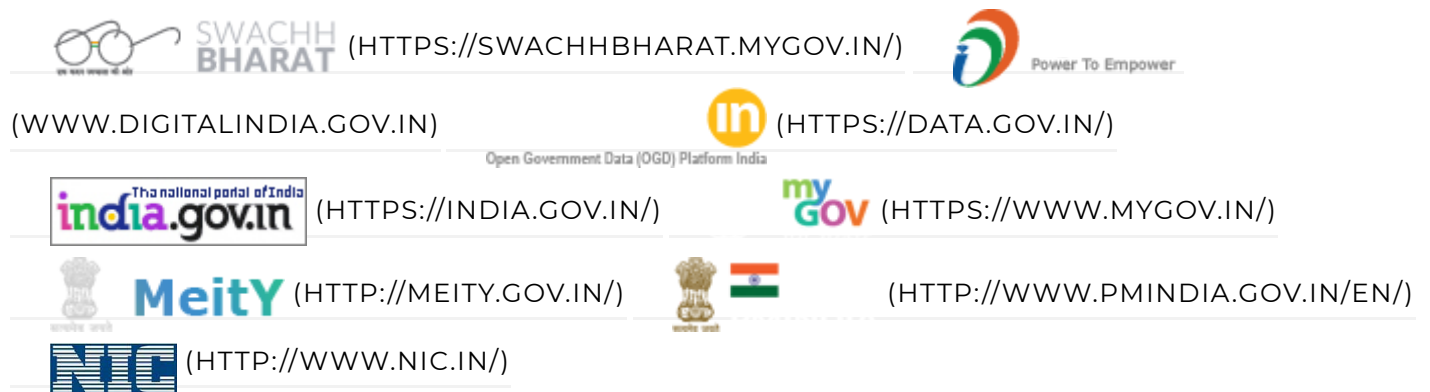 SWACHH
BHARAT (HTTPS://SWACHHBHARAT.MYGOV.IN/)
Power To Empower
(WWW.DIGITALINDIA.GOV.IN)
in (HTTPS://DATA.GOV.IN/)
Open Government Data (OGD) Platform India
The national portal of India
india.gov.in (HTTPS://INDIA.GOV.IN/)
my
GOV (HTTPS://WWW.MYGOV.IN/)
MeitY (HTTP://MEITY.GOV.IN/)
सत्यमेव जयते
(HTTP://WWW.PMINDIA.GOV.IN/EN/)
NIC (HTTP://WWW.NIC.IN/)